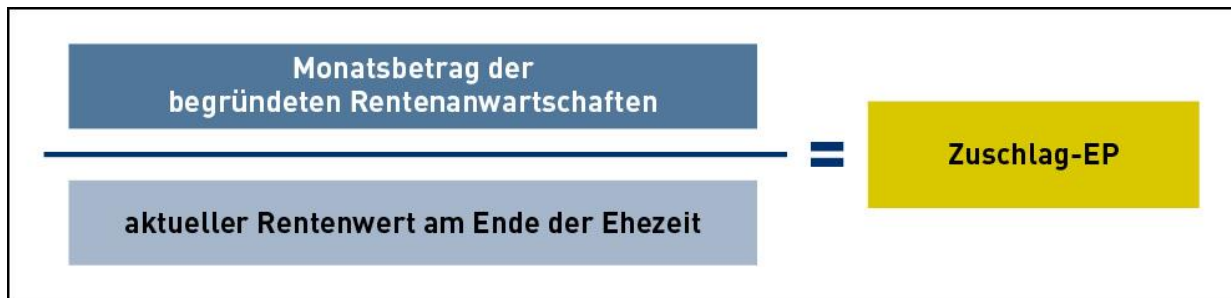 Monatsbetrag der
begründeten Rentenanwartschaften
aktueller Rentenwert am Ende der Ehezeit
=
Zuschlag-EP